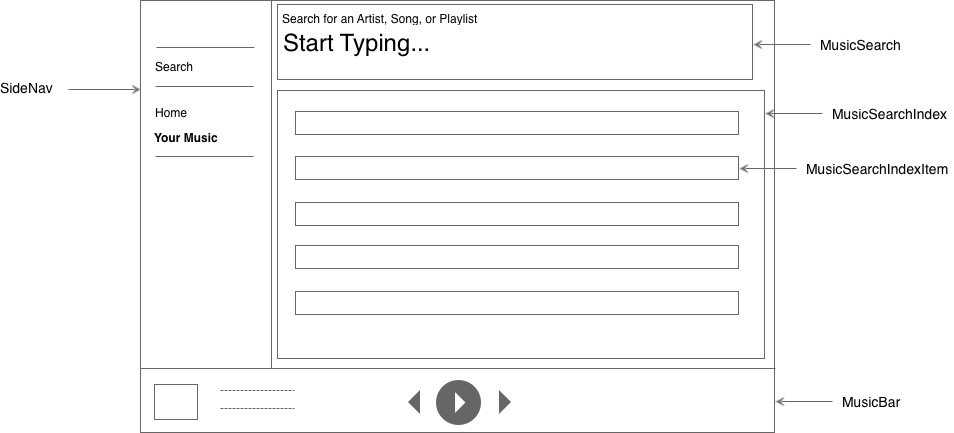 Search for an Artist, Song, or Playlist
Start Typing...
MusicSearch
Search
SideNav
Home
Your Music
MusicSearchIndex
MusicSearchIndexItem
MusicBar